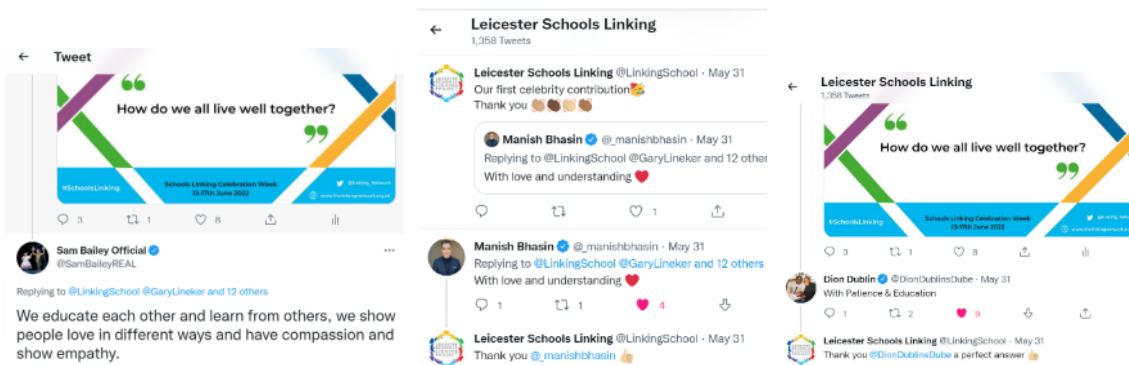 Tweet
“
How do we all live well together?
”
#SchoolsLinking
Schools Linking Celebration Week
13-17th June 2022
@Linking_Network
www.thelinkingnetwork.org.uk
3 1 8
Sam Bailey Official
@SamBaileyREAL
Replying to @LinkingSchool @GaryLineker and 12 others
We educate each other and learn from others, we show
people love in different ways and have compassion and
show empathy.
Leicester Schools Linking
1,358 Tweets
Leicester Schools Linking @LinkingSchool · May 31
Our first celebrity contribution🥳
Thank you 👏🏽👏🏿👏🏼👏🏽
Manish Bhasin @_manishbhasin · May 31
Replying to @LinkingSchool @GaryLineker and 12 other
With love and understanding ❤️
1
Manish Bhasin @_manishbhasin · May 31
Replying to @LinkingSchool @GaryLineker and 12 others
With love and understanding ❤️
1 1 4
Leicester Schools Linking @LinkingSchool · May 31
Thank you @_manishbhasin 👍🏼
Leicester Schools Linking
1,358 Tweets
“
How do we all live well together?
”
#SchoolsLinking
Schools Linking Celebration Week
13-17th June 2022
3 1 8
Dion Dublin @DionDublinsDube · May 31
With Patience & Education
1 2 9
Leicester Schools Linking @LinkingSchool · May 31
Thank you @DionDublinsDube a perfect answer 👍🏼